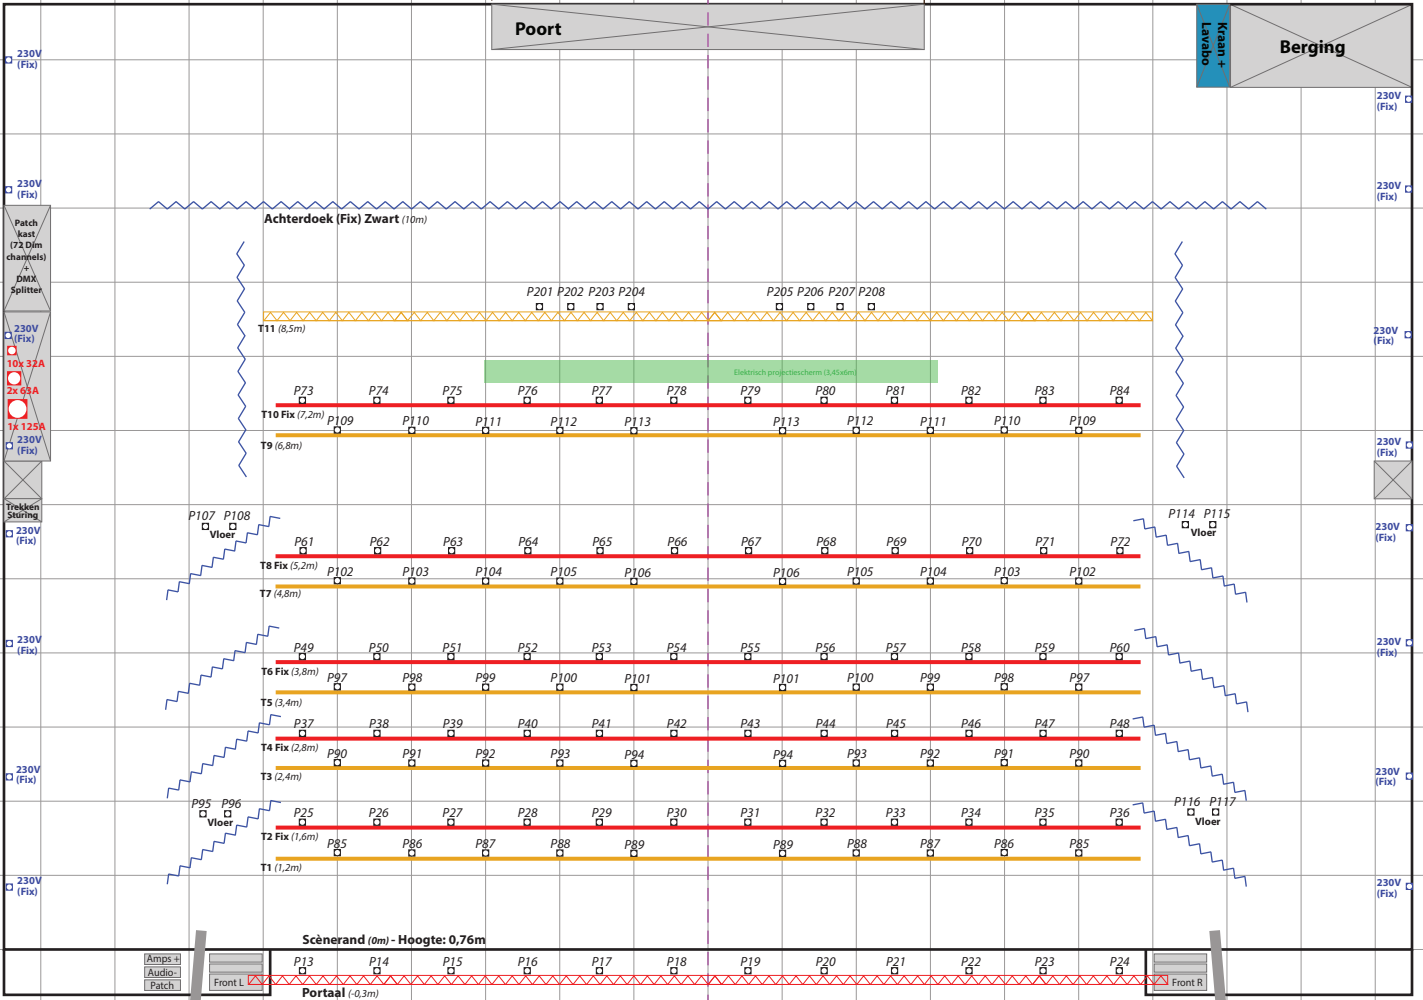 Poort
Kraan +
Lavabo
Berging
230V
(Fix)
230V
(Fix)
230V
(Fix)
230V
(Fix)
Achterdoek (Fix) Zwart (10m)
Patch
kast
(72 Dim
channels)
+
DMX
Splitter
P201 P202 P203 P204 P205 P206 P207 P208
T11 (8,5m)
230V
(Fix)
230V
(Fix)
10x 32A
2x 63A
1x 125A
Elektrisch projectiescherm (3,45x6m)
P73 P74 P75 P76 P77 P78 P79 P80 P81 P82 P83 P84
T10 Fix (7,2m)
P109 P110 P111 P112 P113 P113 P112 P111 P110 P109
T9 (6,8m)
230V
(Fix)
230V
(Fix)
Trekken
Sturing
P107 P108
Vloer
P114 P115
Vloer
230V
(Fix)
230V
(Fix)
P61 P62 P63 P64 P65 P66 P67 P68 P69 P70 P71 P72
T8 Fix (5,2m)
P102 P103 P104 P105 P106 P106 P105 P104 P103 P102
T7 (4,8m)
230V
(Fix)
230V
(Fix)
P49 P50 P51 P52 P53 P54 P55 P56 P57 P58 P59 P60
T6 Fix (3,8m)
P97 P98 P99 P100 P101 P101 P100 P99 P98 P97
T5 (3,4m)
P37 P38 P39 P40 P41 P42 P43 P44 P45 P46 P47 P48
T4 Fix (2,8m)
P90 P91 P92 P93 P94 P94 P93 P92 P91 P90
T3 (2,4m)
230V
(Fix)
230V
(Fix)
P95 P96
Vloer
P116 P117
Vloer
P25 P26 P27 P28 P29 P30 P31 P32 P33 P34 P35 P36
T2 Fix (1,6m)
P85 P86 P87 P88 P89 P89 P88 P87 P86 P85
T1 (1,2m)
230V
(Fix)
230V
(Fix)
Scènerand (0m) - Hoogte: 0,76m
Amps +
Audio-
Patch
Front L
P13 P14 P15 P16 P17 P18 P19 P20 P21 P22 P23 P24
Front R
Portaal (-0,3m)